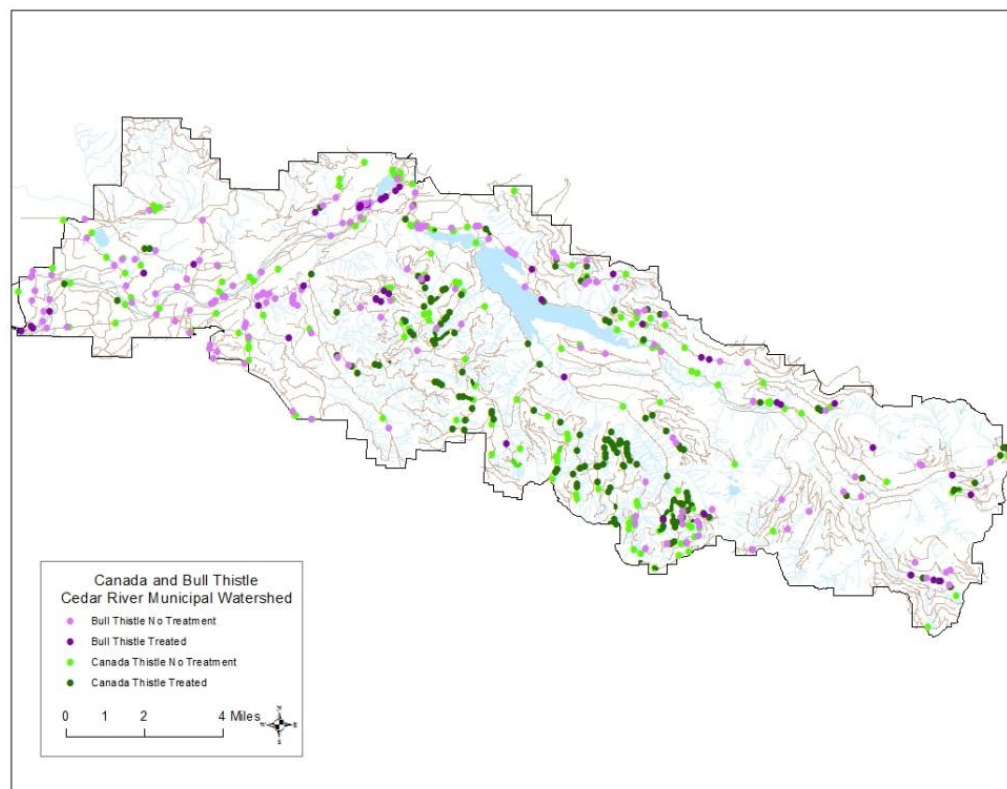 Canada and Bull Thistle
Cedar River Municipal Watershed
Bull Thistle No Treatment
Bull Thistle Treated
Canada Thistle No Treatment
Canada Thistle Treated
0 1 2 4 Miles
N
W E
S